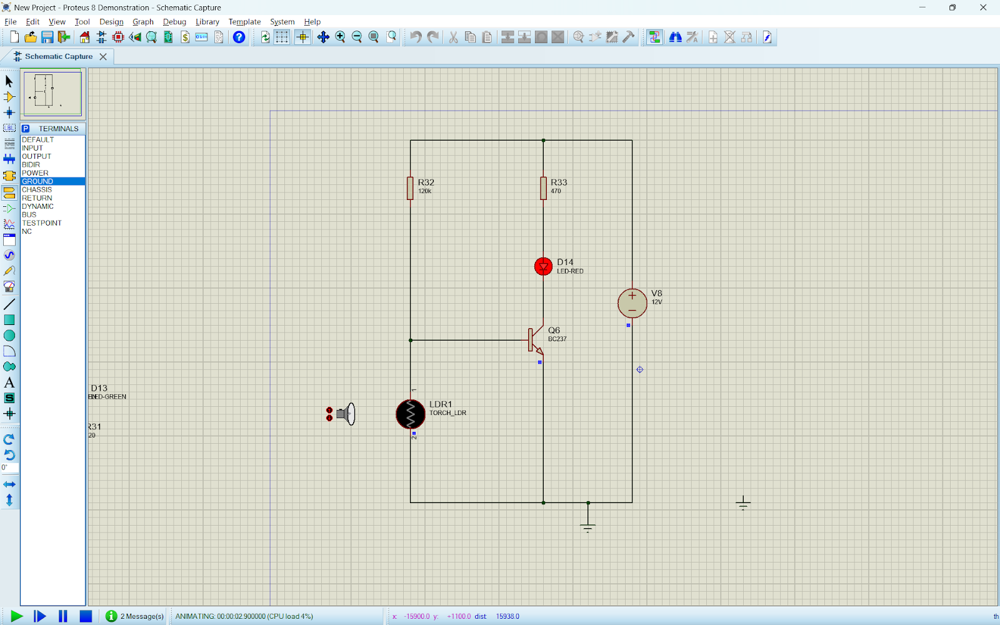 New Project - Proteus 8 Demonstration - Schematic Capture
File Edit View Tool Design Graph Debug Library Template System Help
Schematic Capture
TERMINALS
DEFAULT
INPUT
OUTPUT
BIDIR
POWER
GROUND
CHASSIS
RETURN
DYNAMIC
BUS
TESTPOINT
NC
LBL
A
S
0°
R32
120k
R33
470
D14
LED-RED
V8
12V
Q6
BC237
D13
LED-GREEN
R31
20
1
LDR1
TORCH_LDR
2
2 Message(s)
ANIMATING: 00:00:02.900000 (CPU load 4%)
x: -15900.0 y: +1100.0 dist 15938.0
th